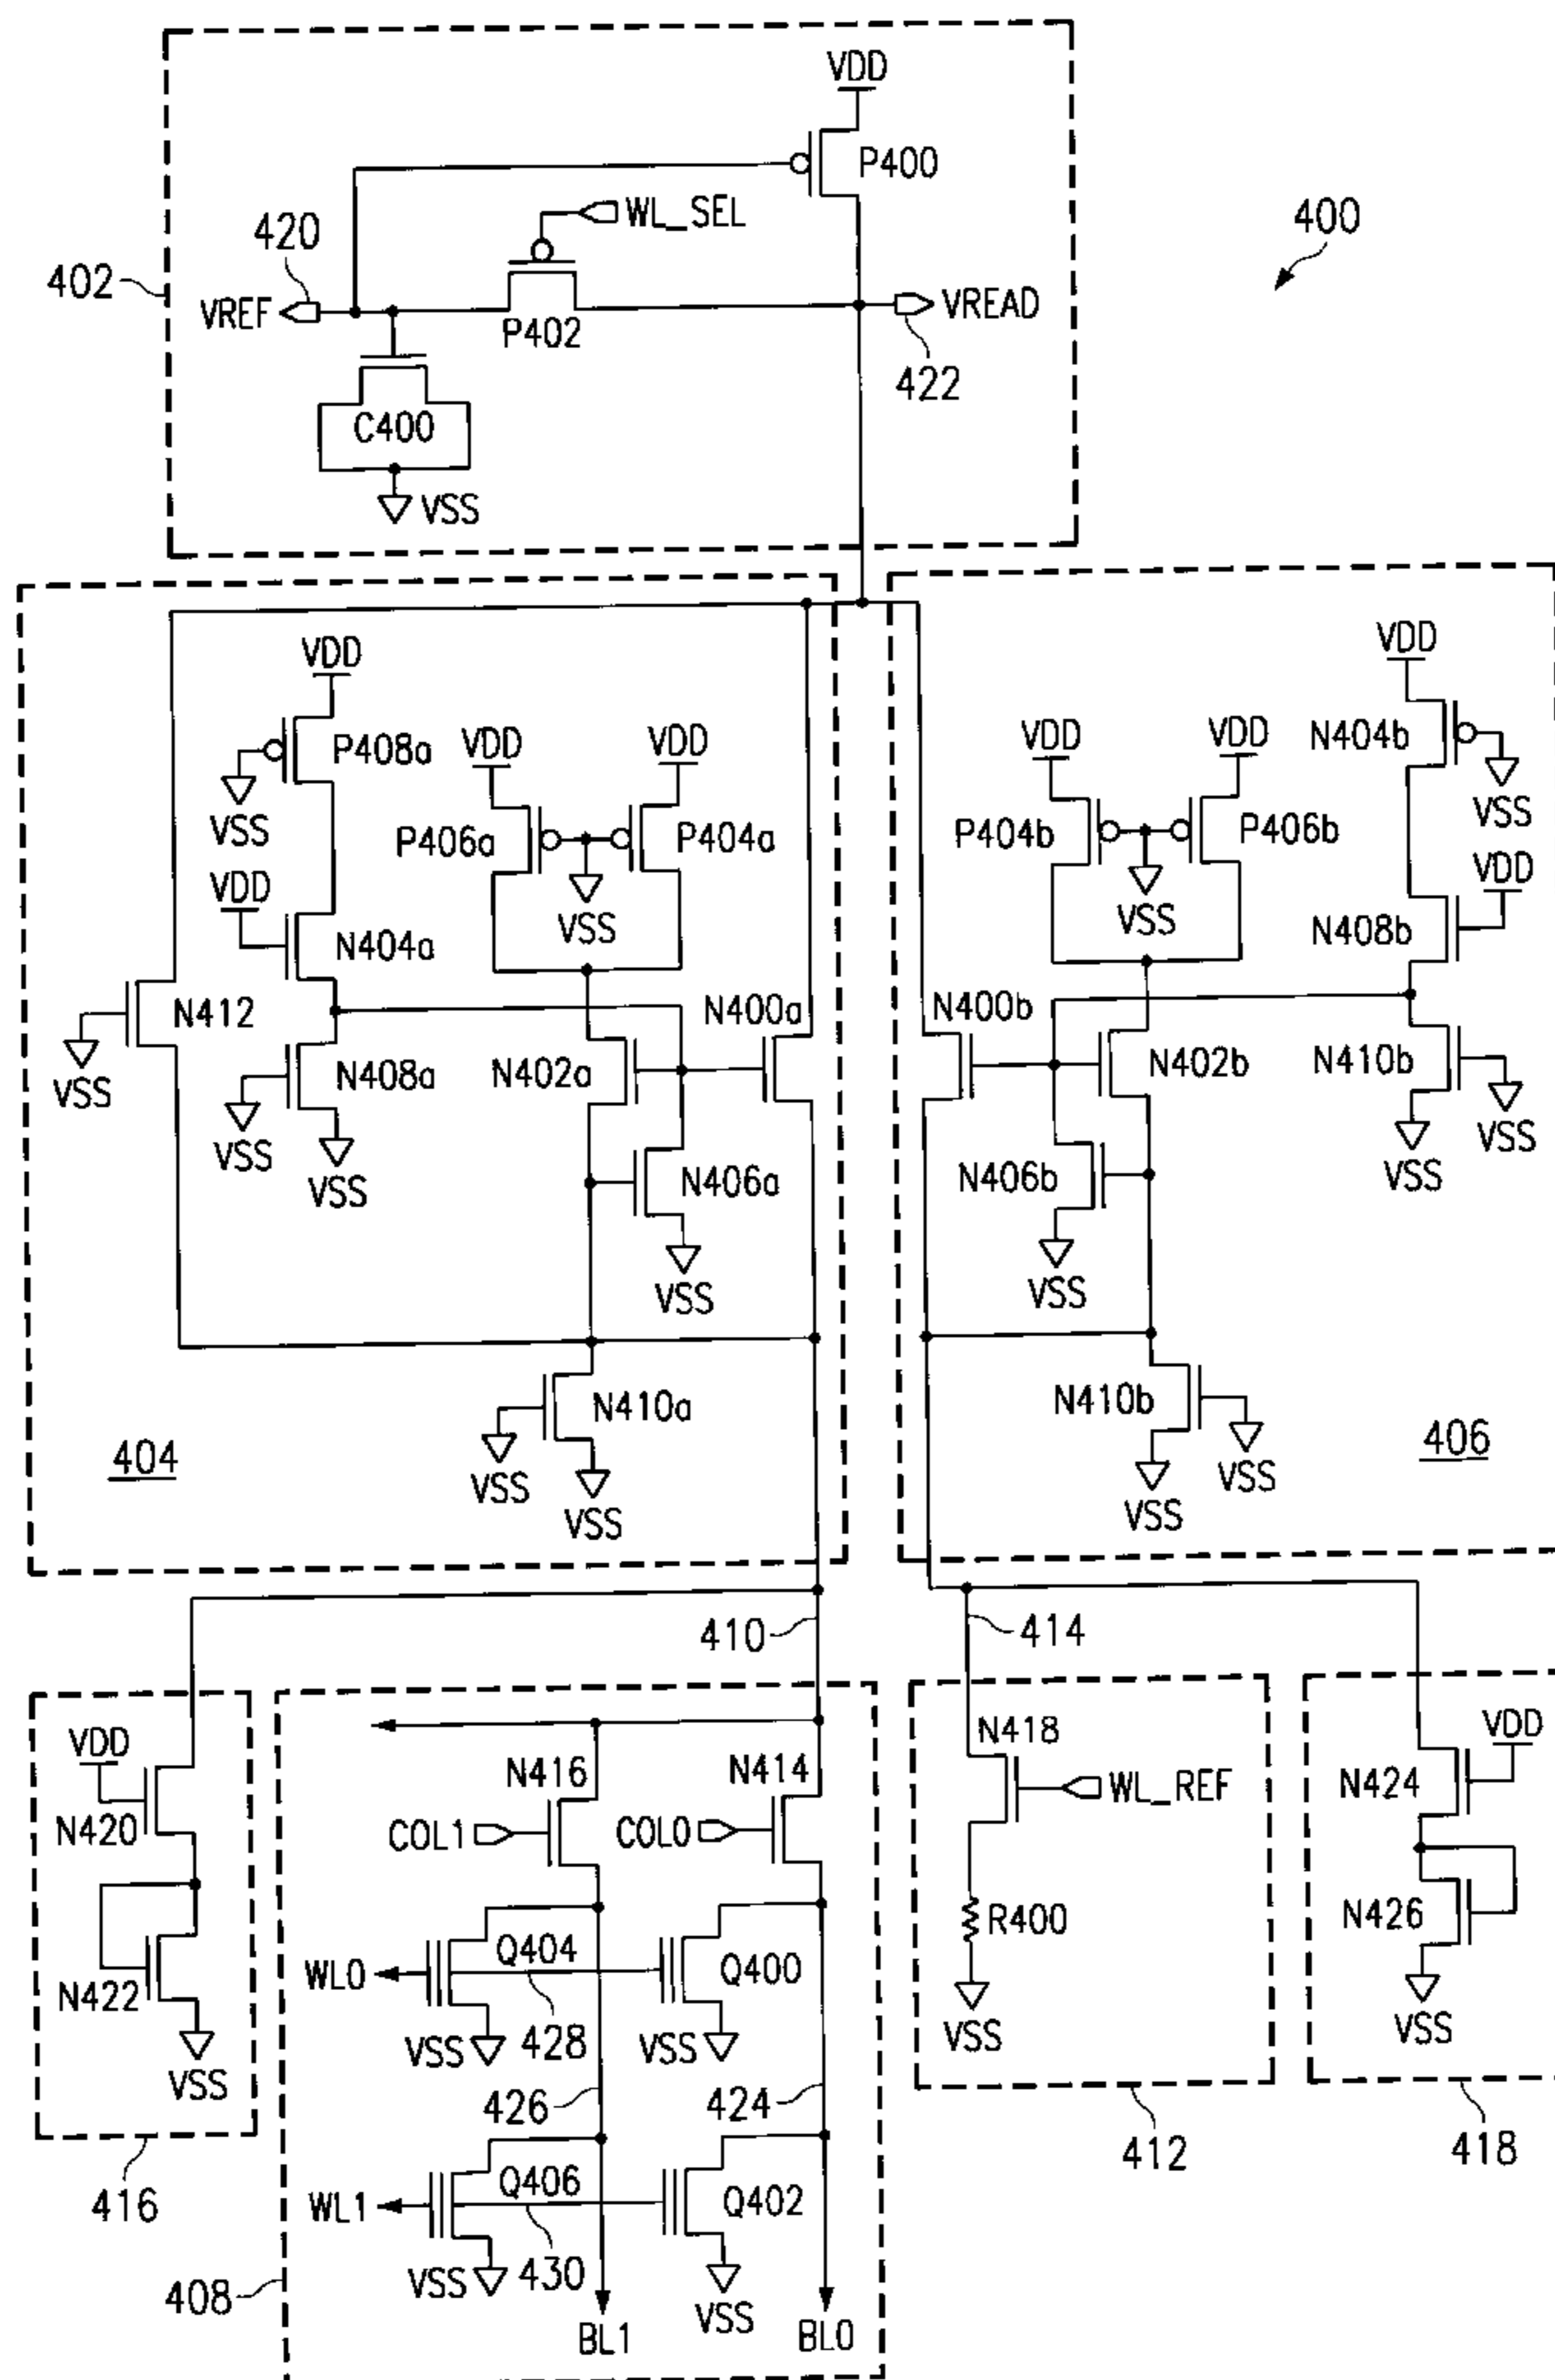 VDD
P400
WL_SEL
400
420
402
VREF
P402
VREAD
422
C400
VSS
VDD
P408a
VSS
VDD
VDD
P406a
P404a
VSS
VDD
N404a
N412
VSS
N408a
VSS
VSS
N402a
N400a
N406a
VSS
N410a
VSS
VSS
404
VDD
N404b
VSS
VDD
VDD
P404b
P406b
VSS
VDD
N408b
N400b
N402b
N410b
VSS
VSS
N406b
VSS
N410b
VSS
VSS
406
410
414
VDD
N420
N422
VSS
416
N416
N414
COL1
COL0
Q404
Q400
WL0
VSS
428
VSS
426
424
Q406
Q402
WL1
VSS
430
VSS
408
BL1
BL0
N418
WL_REF
R400
VSS
412
VDD
N424
N426
VSS
418